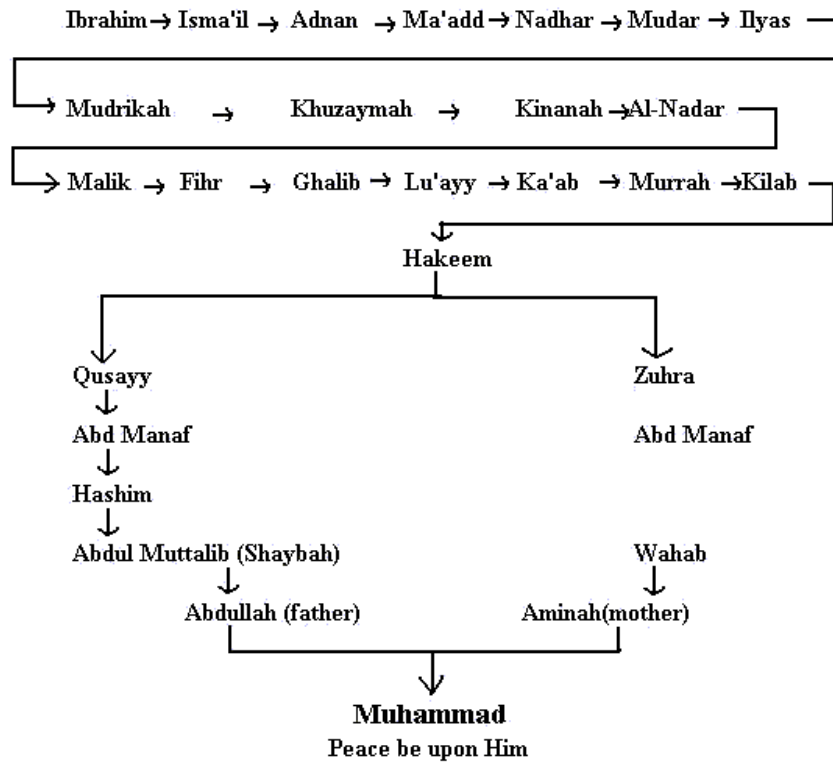 Ibrahim → Isma'il → Adnan → Ma'add → Nadhar → Mudar → Ilyas
Mudrikah → Khuzaymah → Kinanah → Al-Nadar
Malik → Fihr → Ghalib → Lu'ayy → Ka'ab → Murrah → Kilab
Hakeem
Qusayy Zuhra
Abd Manaf Abd Manaf
Hashim
Abdul Muttalib (Shaybah) Wahab
Abdullah (father) Aminah(mother)
Muhammad
Peace be upon Him